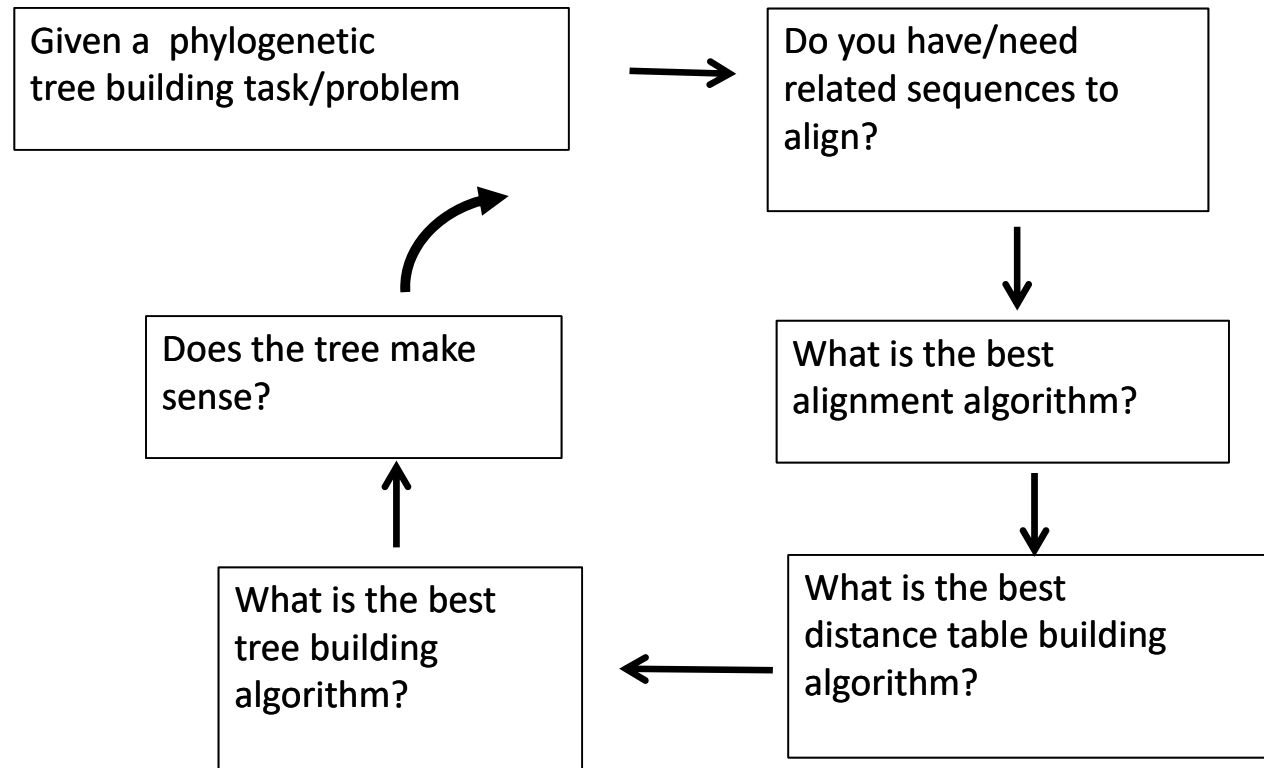 Given a  phylogenetic
tree building task/problem
Do you have/need
related sequences to
align?
What is the best
alignment algorithm?
What is the best
distance table building
algorithm?
What is the best
tree building
algorithm?
Does the tree make
sense?